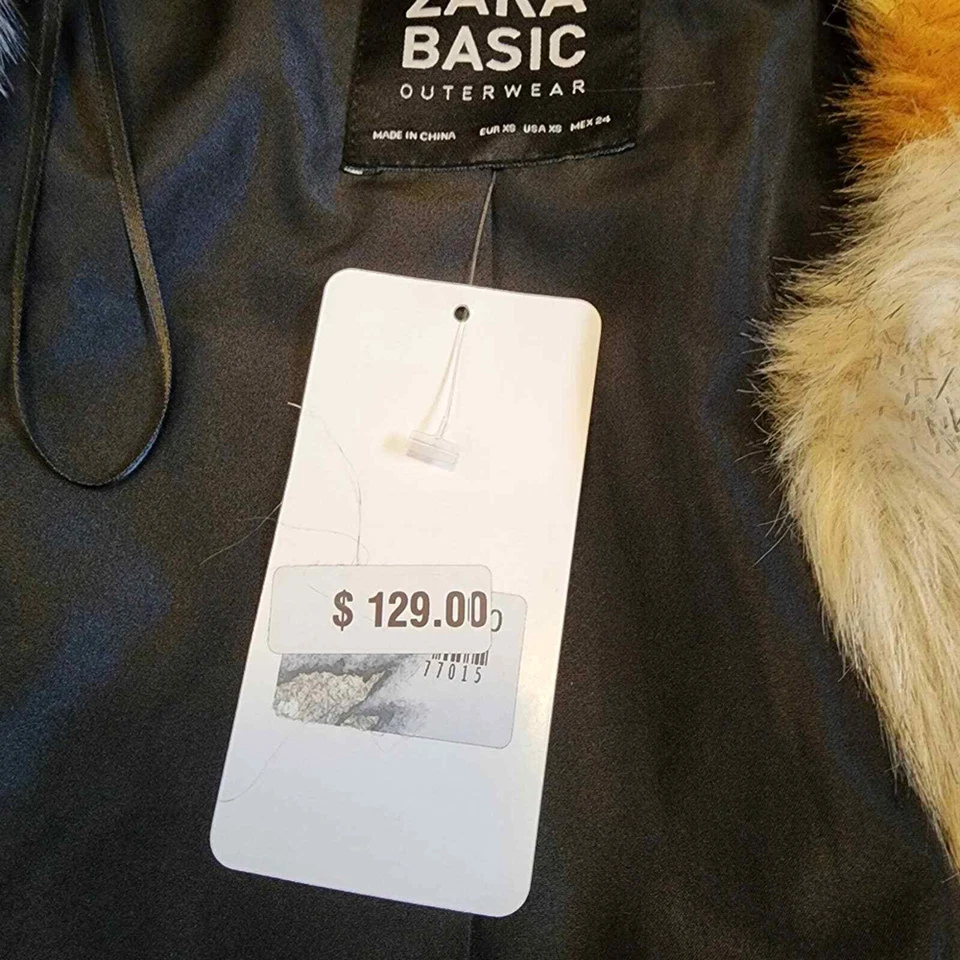 ZARA
BASIC
OUTERWEAR
MADE IN CHINA EUR XS USA XS MEX 24
$ 129.00
77015